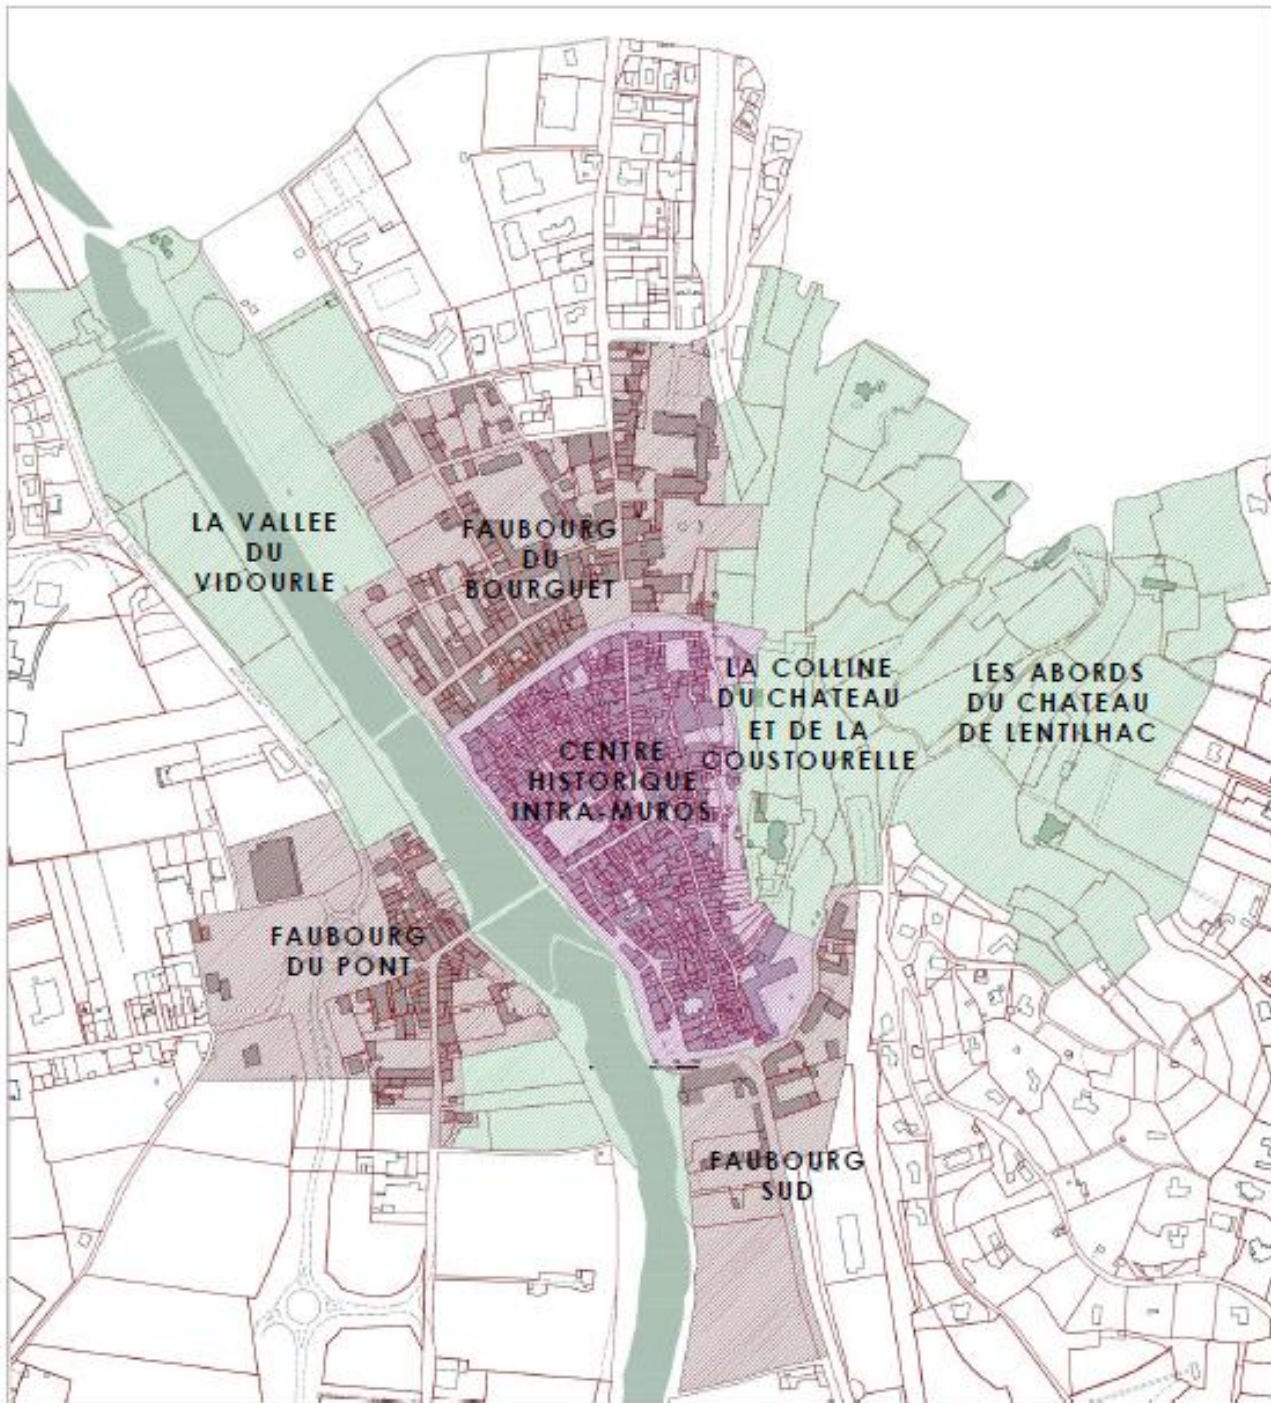 LA VALLEE
DU
VIDOURLE
FAUBOURG
DU
BOURGUET
LA COLLINE
DU CHATEAU
ET DE LA
COUSTOURELLE
LES ABORDS
DU CHATEAU
DE LENTILHAC
CENTRE
HISTORIQUE
INTRA-MUROS
FAUBOURG
DU PONT
FAUBOURG
SUD